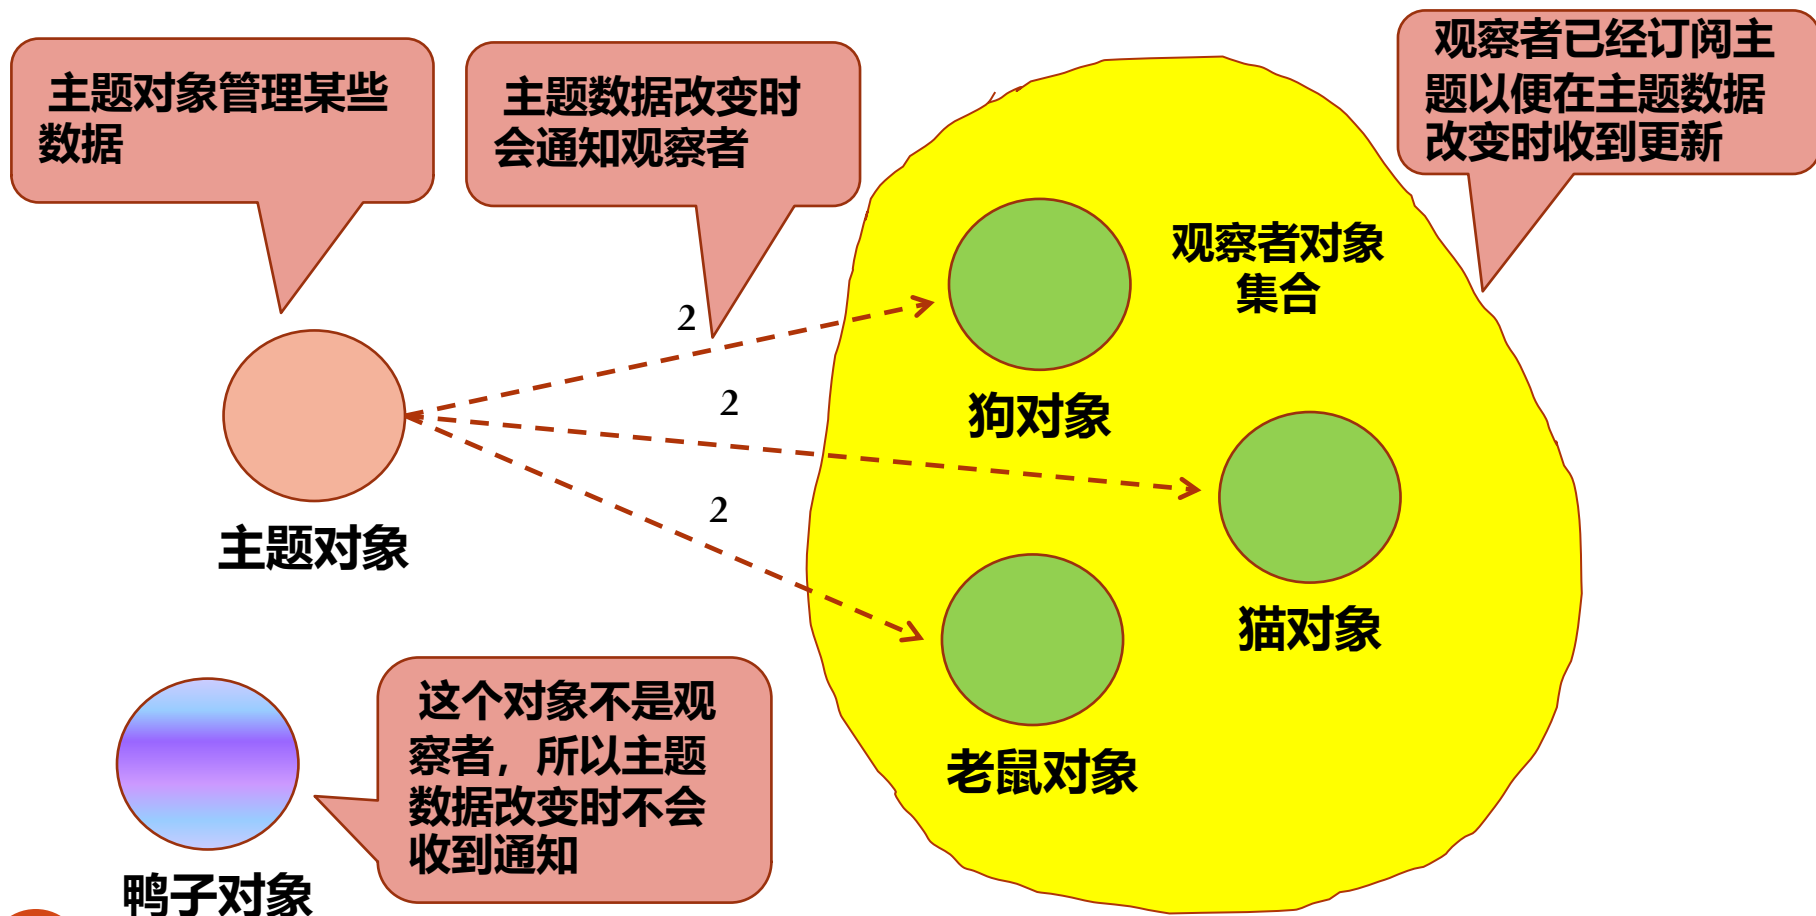 主题对象管理某些
数据
主题数据改变时
会通知观察者
观察者已经订阅主
题以便在主题数据
改变时收到更新
观察者对象
集合
2
2
2
狗对象
主题对象
猫对象
老鼠对象
这个对象不是观
察者，所以主题
数据改变时不会
收到通知
鸭子对象